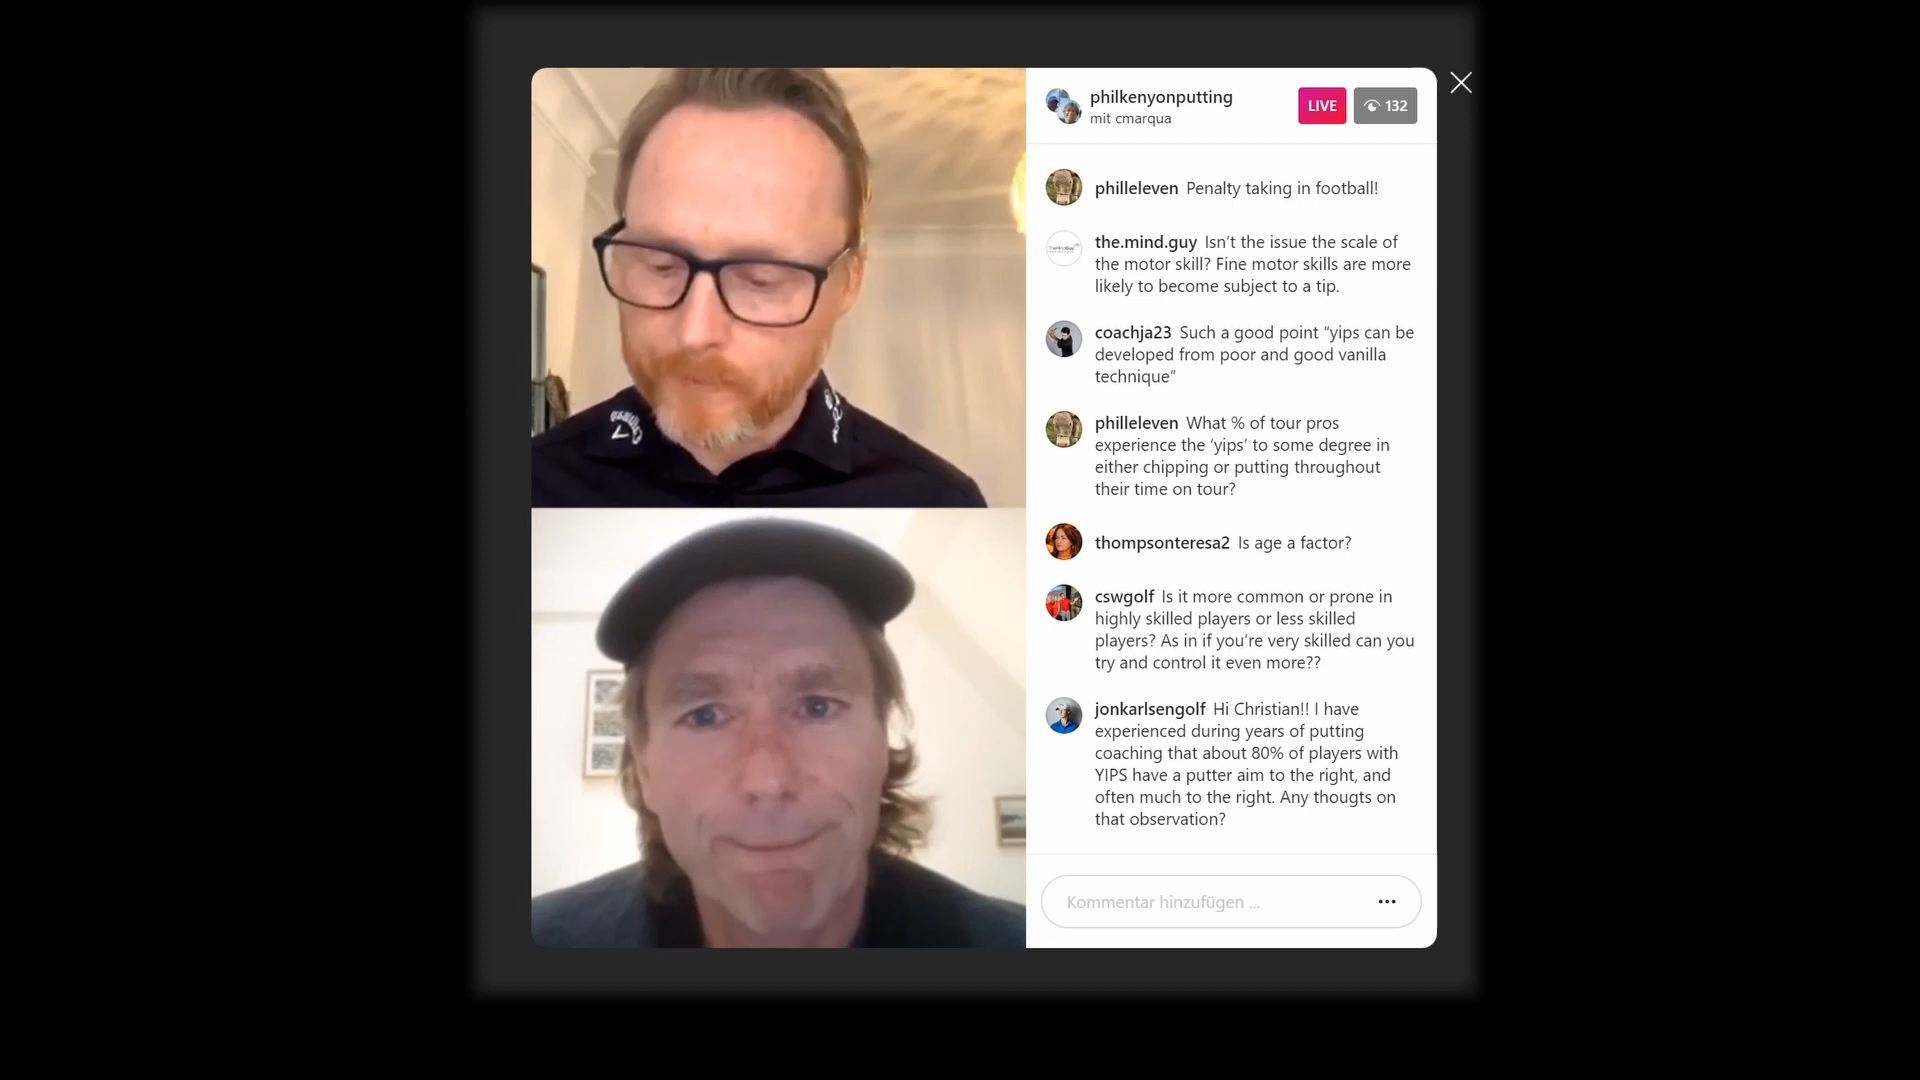 philkenyonputting
mit cmarqua
LIVE
132
philleleven Penalty taking in football!
the.mind.guy Isn't the issue the scale of
the motor skill? Fine motor skills are more
likely to become subject to a tip.
coachja23 Such a good point “yips can be
developed from poor and good vanilla
technique”
philleleven What % of tour pros
experience the ‘yips’ to some degree in
either chipping or putting throughout
their time on tour?
thompsonteresa2 Is age a factor?
cswgolf Is it more common or prone in
highly skilled players or less skilled
players? As in if you’re very skilled can you
try and control it even more??
jonkarlsengolf Hi Christian!! I have
experienced during years of putting
coaching that about 80% of players with
YIPS have a putter aim to the right, and
often much to the right. Any thougts on
that observation?
Kommentar hinzufügen ...
Callaway